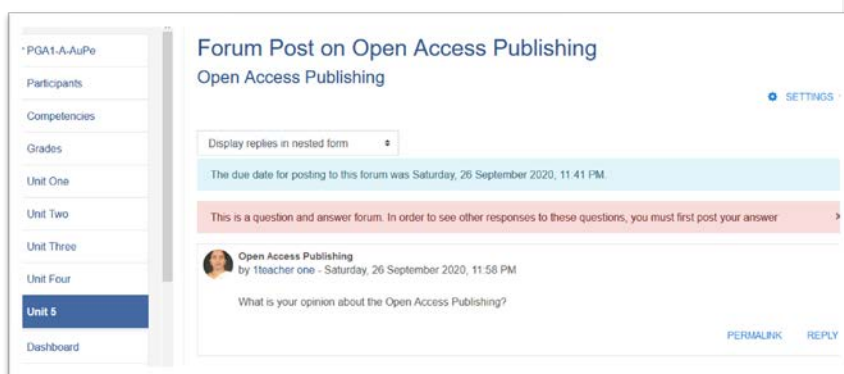 PGA1-A-AuPe
Participants
Competencies
Grades
Unit One
Unit Two
Unit Three
Unit Four
Unit 5
Dashboard
Forum Post on Open Access Publishing
Open Access Publishing
SETTINGS
Display replies in nested form
The due date for posting to this forum was Saturday, 26 September 2020, 11.41 PM.
This is a question and answer forum. In order to see other responses to these questions, you must first post your answer
Open Access Publishing
by 1teacher one - Saturday, 26 September 2020, 11:58 PM
What is your opinion about the Open Access Publishing?
PERMALINK REPLY